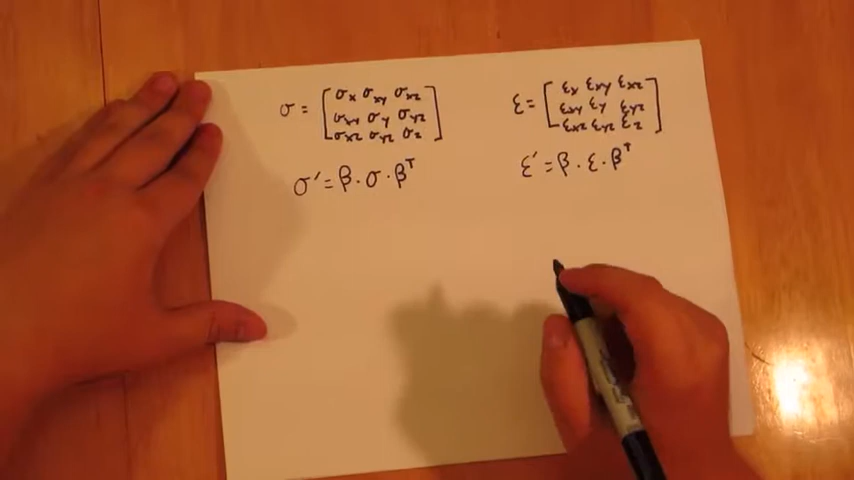 σ = [σx σxy σxz
σxy σy σyz
σxz σyz σz]
σ' = β · σ · βᵀ
ε = [εx εxy εxz
εxy εy εyz
εxz εyz εz]
ε' = β · ε · βᵀ